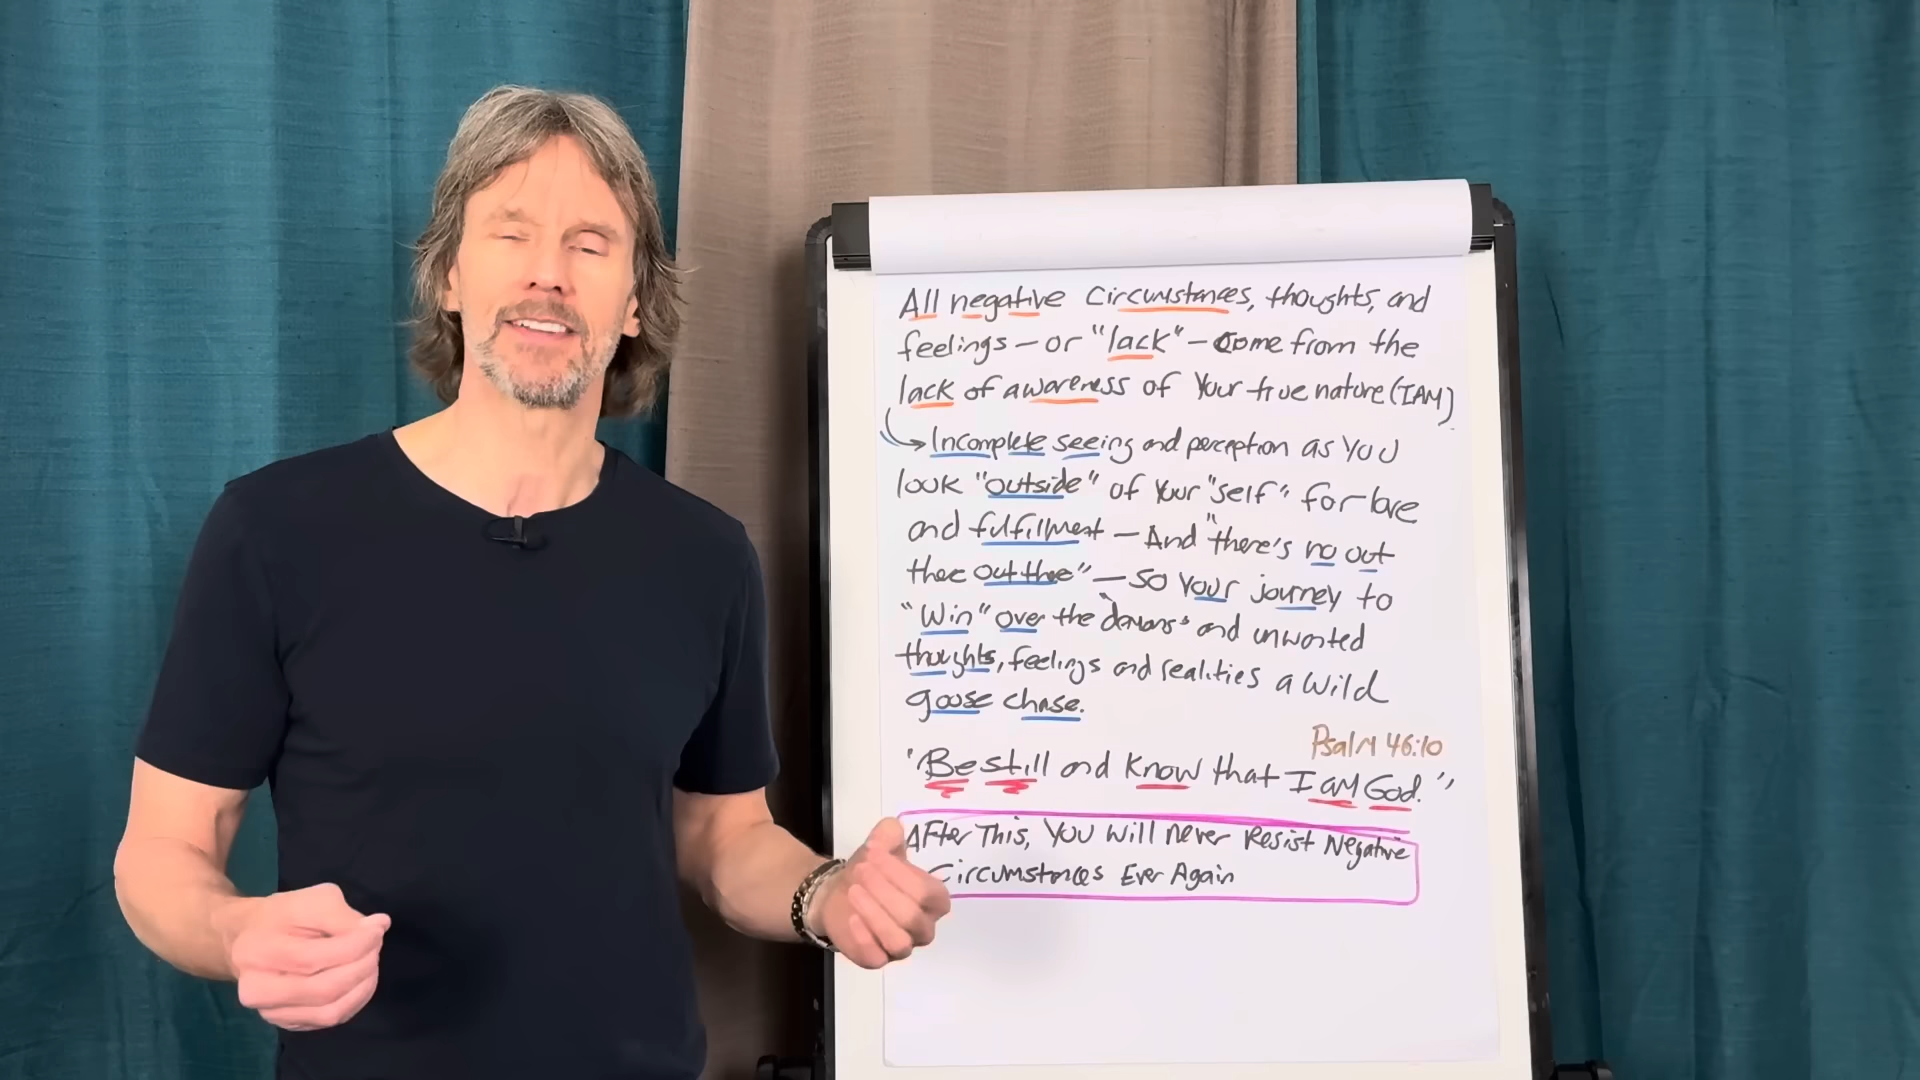 All negative Circumstances, thoughts, and
feelings – or "lack" – Come from the
lack of awareness of Your true nature (I AM)
Incomplete seeing and perception as YOU
look "outside" of Your "self" for love
and fulfillment – And "there's no out
there out there" – so Your journey to
"Win" over the "demons" and unwanted
thoughts, feelings and realities a wild
goose chase.
Psalm 46:10
"Be still and Know that I am God."
After This, You Will never Resist Negative
Circumstances Ever Again